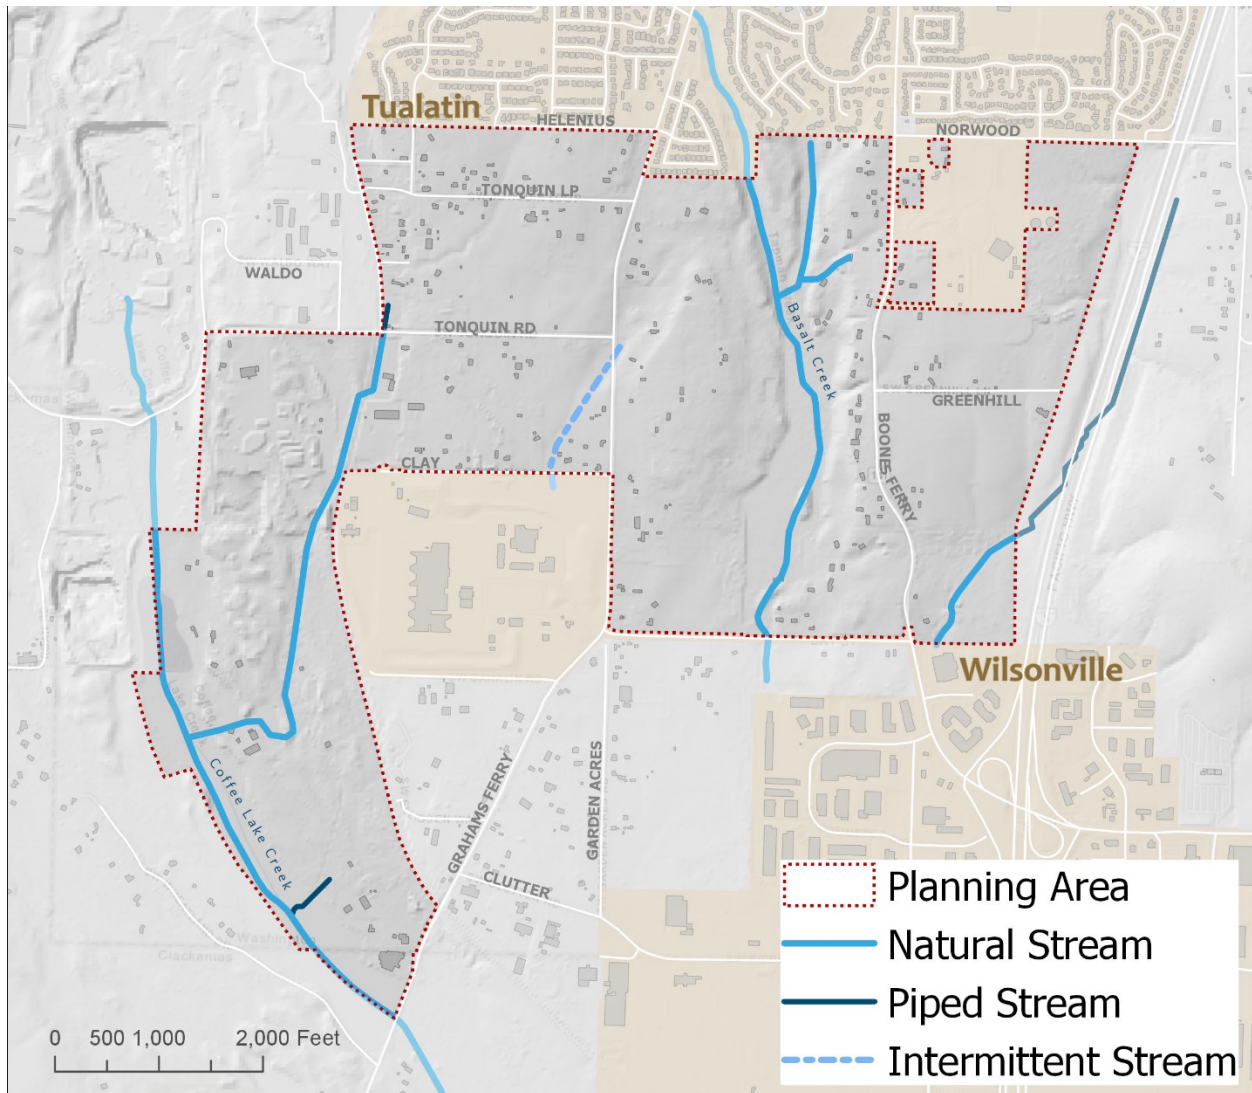 Tualatin
HELENIUS
NORWOOD
TONQUIN LP
WALDO
TONQUIN RD
Basalt Creek
GREENHILL
CLAY
BOONES FERRY
Wilsonville
Coffee Lake Creek
GRAHAMS FERRY
GARDEN ACRES
CLUTTER
Washington
Clackamas
Planning Area
Natural Stream
Piped Stream
Intermittent Stream
0 500 1,000 2,000 Feet